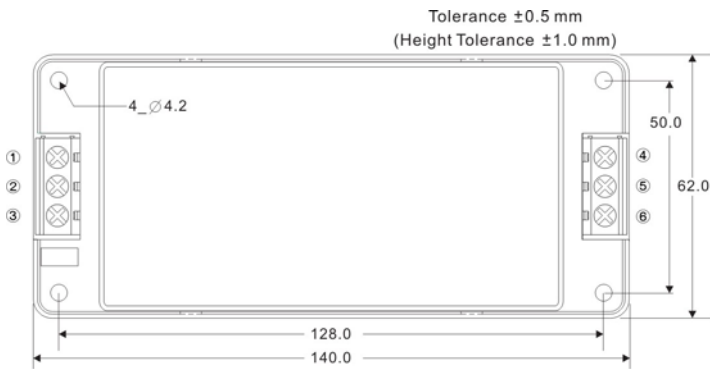 Tolerance ±0.5 mm
(Height Tolerance ±1.0 mm)
4_∅4.2
50.0
① ④
② ⑤ 62.0
③ ⑥
128.0
140.0